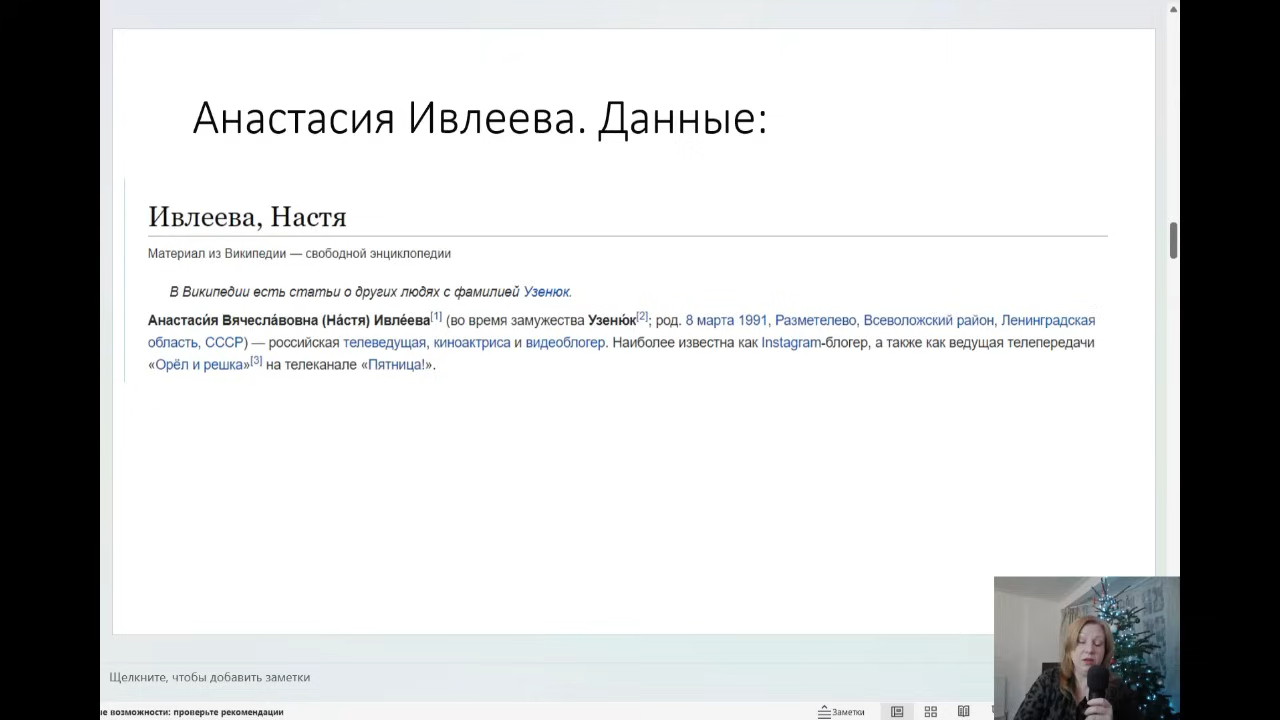 Анастасия Ивлеева. Данные:
Ивлеева, Настя
Материал из Википедии — свободной энциклопедии
В Википедии есть статьи о других людях с фамилией Узенюк.
Анастаси́я Вячесла́вовна (На́стя) Ивле́ева[1] (во время замужества Узеню́к[2]; род. 8 марта 1991, Разметелево, Всеволожский район, Ленинградская
область, СССР) — российская телеведущая, киноактриса и видеоблогер. Наиболее известна как Instagram-блогер, а также как ведущая телепередачи
«Орёл и решка»[3] на телеканале «Пятница!».
Щелкните, чтобы добавить заметки
возможности: проверьте рекомендации
Заметки